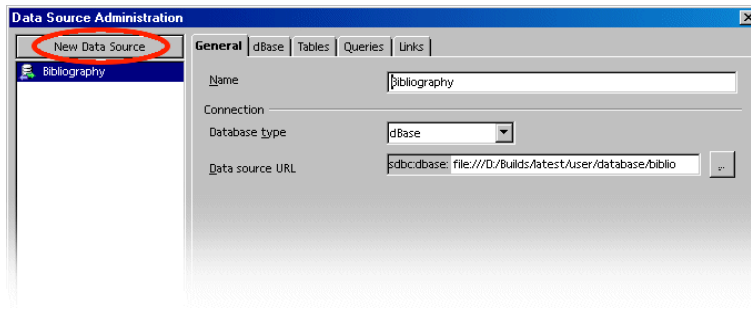 Data Source Administration
New Data Source
Bibliography
General dBase Tables Queries Links
Name Bibliography
Connection
Database type dBase
Data source URL sdbc:dbase: file:///D:/Builds/latest/user/database/biblio ...